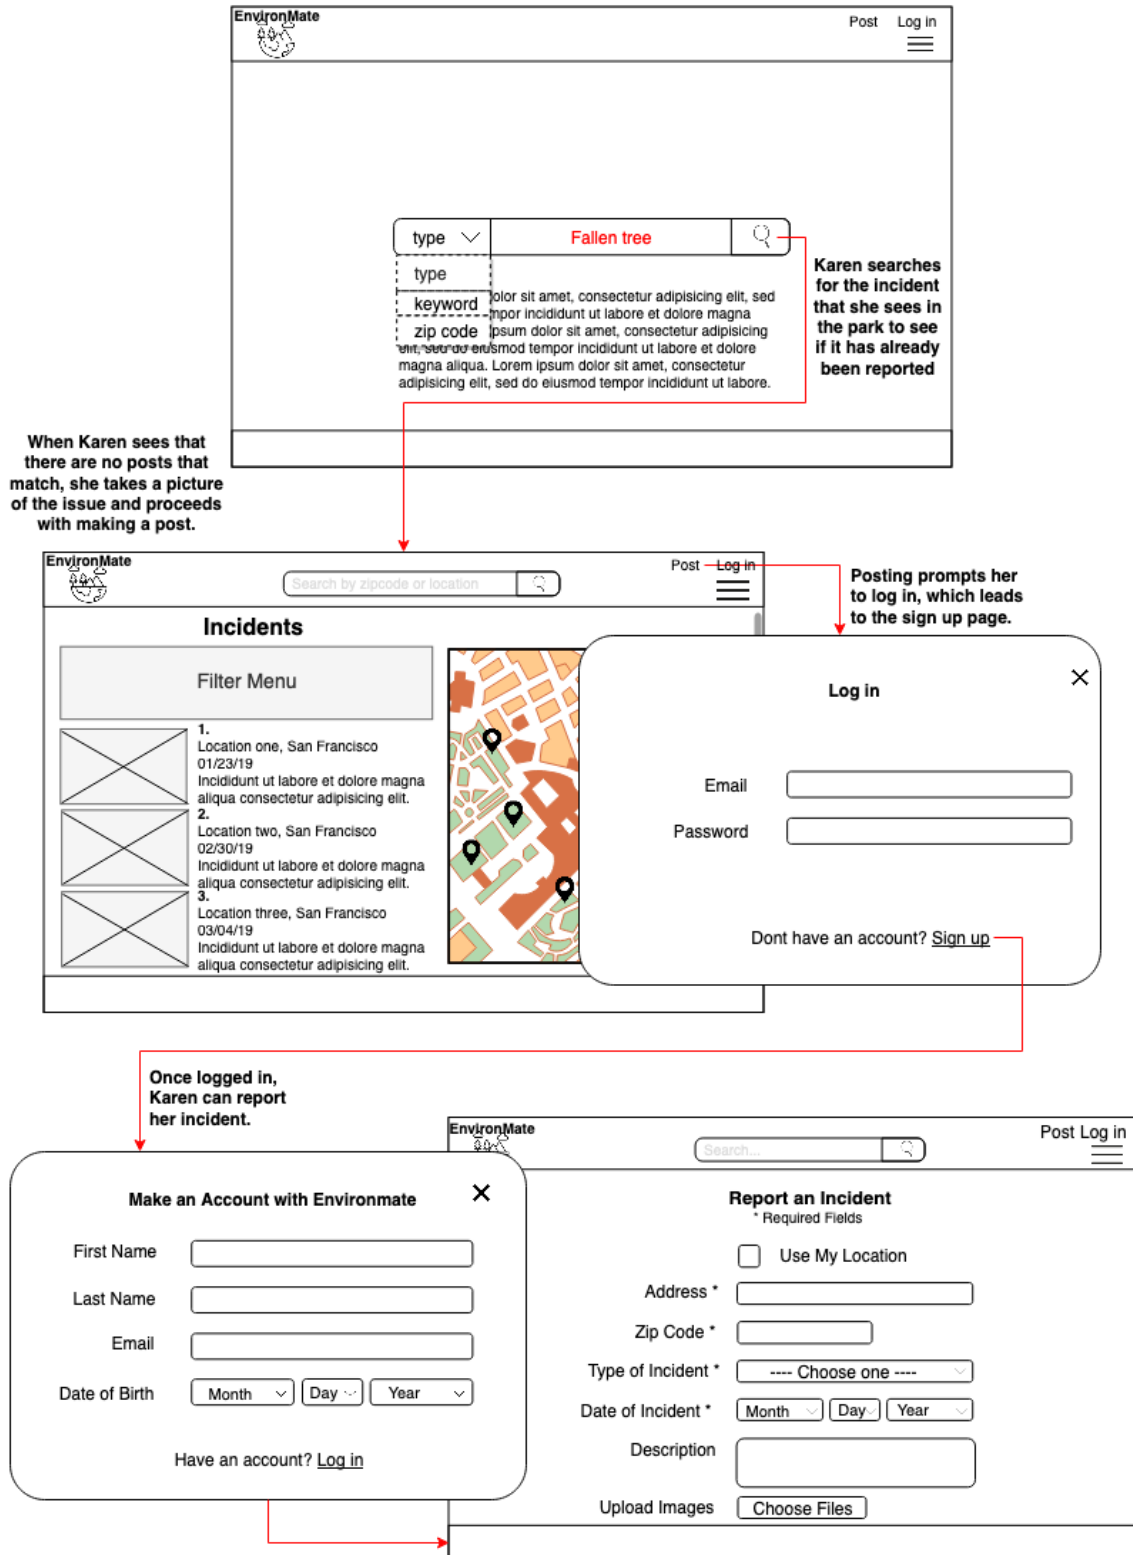 EnvironMate
Post Log in
type
Fallen tree
type
keyword
zip code
olor sit amet, consectetur adipisicing elit, sed
mpor incididunt ut labore et dolore magna
psum dolor sit amet, consectetur adipisicing
elit, sed do eiusmod tempor incididunt ut labore et dolore
magna aliqua. Lorem ipsum dolor sit amet, consectetur
adipisicing elit, sed do eiusmod tempor incididunt ut labore.
Karen searches
for the incident
that she sees in
the park to see
if it has already
been reported
When Karen sees that
there are no posts that
match, she takes a picture
of the issue and proceeds
with making a post.
EnvironMate
Search by zipcode or location
Post Log in
Posting prompts her
to log in, which leads
to the sign up page.
Incidents
Filter Menu
1.
Location one, San Francisco
01/23/19
Incididunt ut labore et dolore magna
aliqua consectetur adipisicing elit.
2.
Location two, San Francisco
02/30/19
Incididunt ut labore et dolore magna
aliqua consectetur adipisicing elit.
3.
Location three, San Francisco
03/04/19
Incididunt ut labore et dolore magna
aliqua consectetur adipisicing elit.
Log in
Email
Password
Dont have an account? Sign up
Once logged in,
Karen can report
her incident.
Make an Account with Environmate
First Name
Last Name
Email
Date of Birth
Month Day Year
Have an account? Log in
EnvironMate
Search...
Post Log in
Report an Incident
* Required Fields
Use My Location
Address *
Zip Code *
Type of Incident *
---- Choose one ----
Date of Incident *
Month Day Year
Description
Upload Images
Choose Files